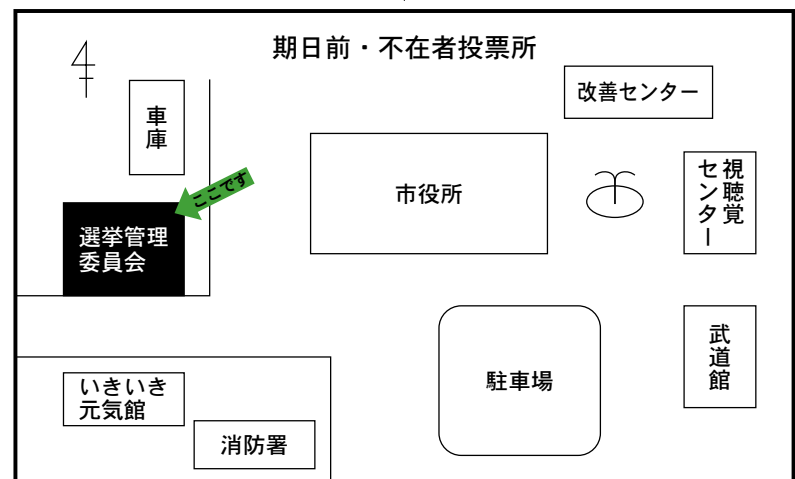 期日前・不在者投票所
改善センター
車庫
ここです
市役所
視聴覚
センター
選挙管理
委員会
武道館
駐車場
いきいき
元気館
消防署